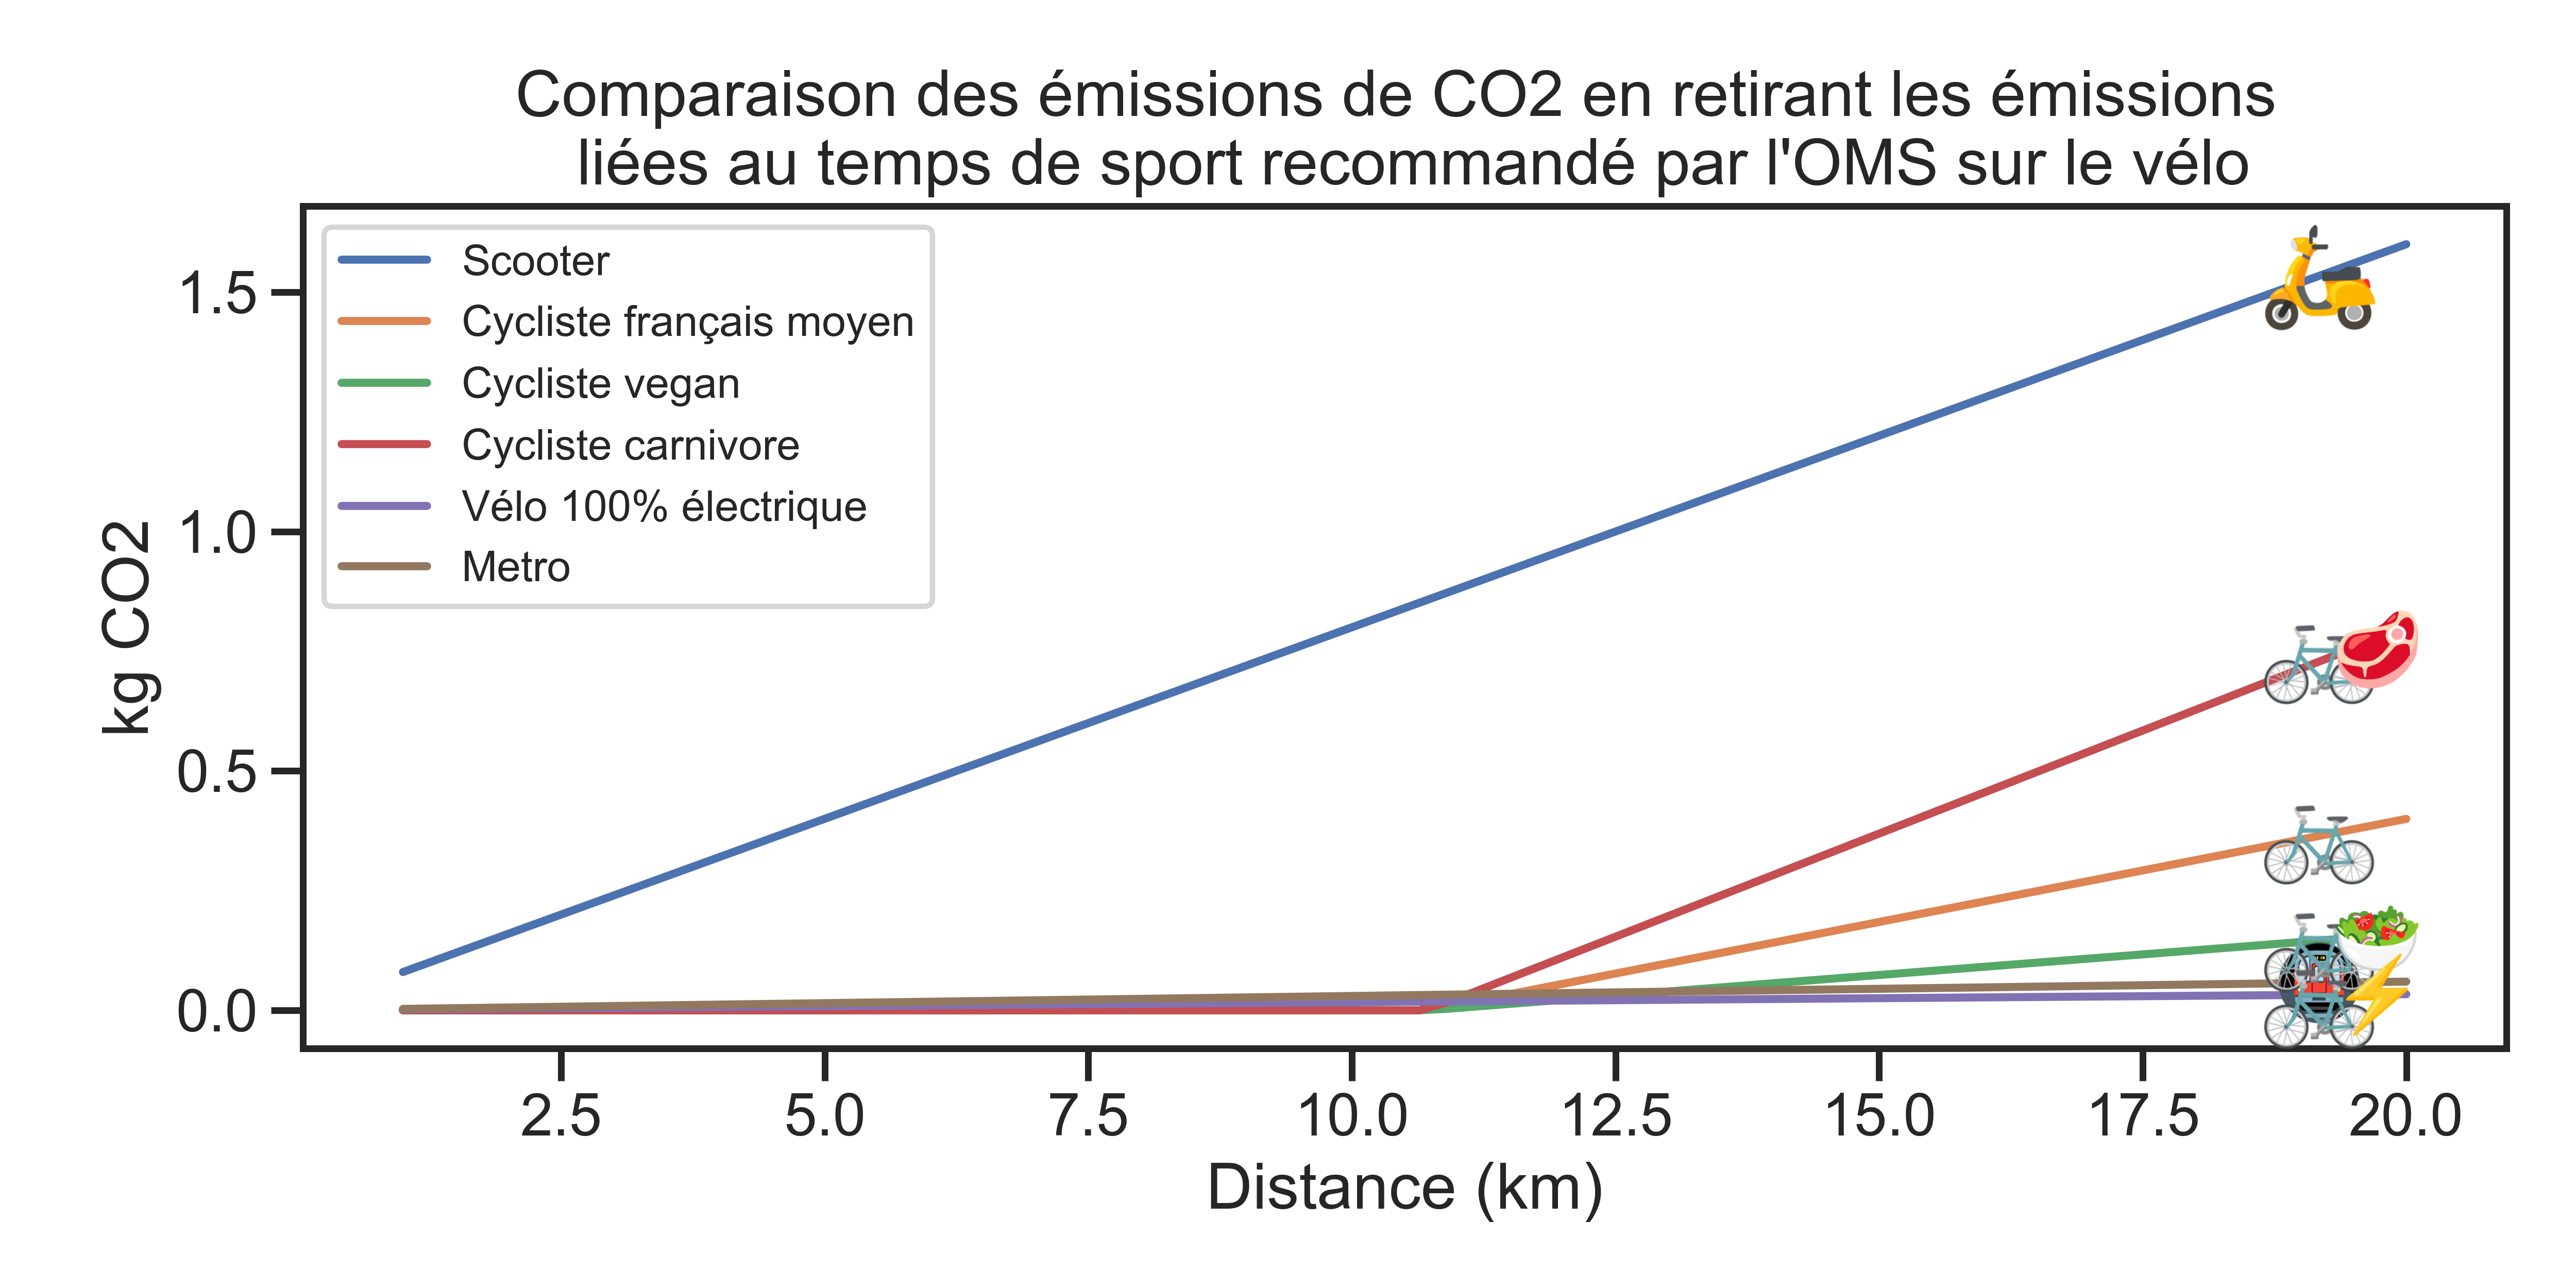 Comparaison des émissions de CO2 en retirant les émissions
liées au temps de sport recommandé par l'OMS sur le vélo
Scooter
Cycliste français moyen
Cycliste vegan
Cycliste carnivore
Vélo 100% électrique
Metro
1.5
1.0
0.5
0.0
kg CO2
2.5 5.0 7.5 10.0 12.5 15.0 17.5 20.0
Distance (km)